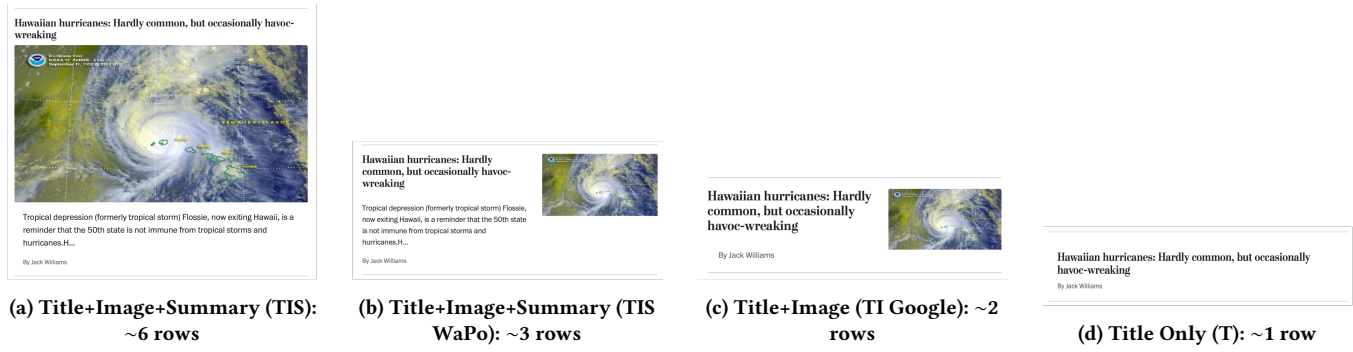 Hawaiian hurricanes: Hardly common, but occasionally havoc-
wreaking
HAWAIIAN ISLANDS
Tropical depression (formerly tropical storm) Flossie, now exiting Hawaii, is a
reminder that the 50th state is not immune from tropical storms and
hurricanes.H...
By Jack Williams
(a) Title+Image+Summary (TIS):
~6 rows
Hawaiian hurricanes: Hardly
common, but occasionally havoc-
wreaking
Tropical depression (formerly tropical storm) Flossie,
now exiting Hawaii, is a reminder that the 50th state
is not immune from tropical storms and
hurricanes.H...
By Jack Williams
(b) Title+Image+Summary (TIS
WaPo): ~3 rows
Hawaiian hurricanes: Hardly
common, but occasionally
havoc-wreaking
By Jack Williams
(c) Title+Image (TI Google): ~2
rows
Hawaiian hurricanes: Hardly common, but occasionally
havoc-wreaking
By Jack Williams
(d) Title Only (T): ~1 row